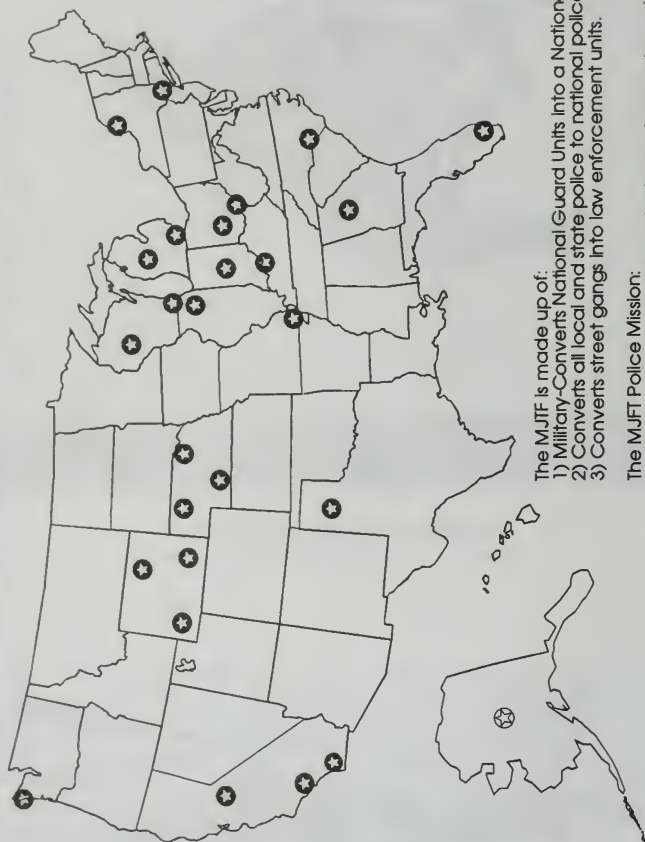 The MJTF is made up of:
1) Military-Converts National Guard Units into a Nation
2) Converts all local and state police to national police
3) Converts street gangs into law enforcement units.
The MJFT Police Mission: